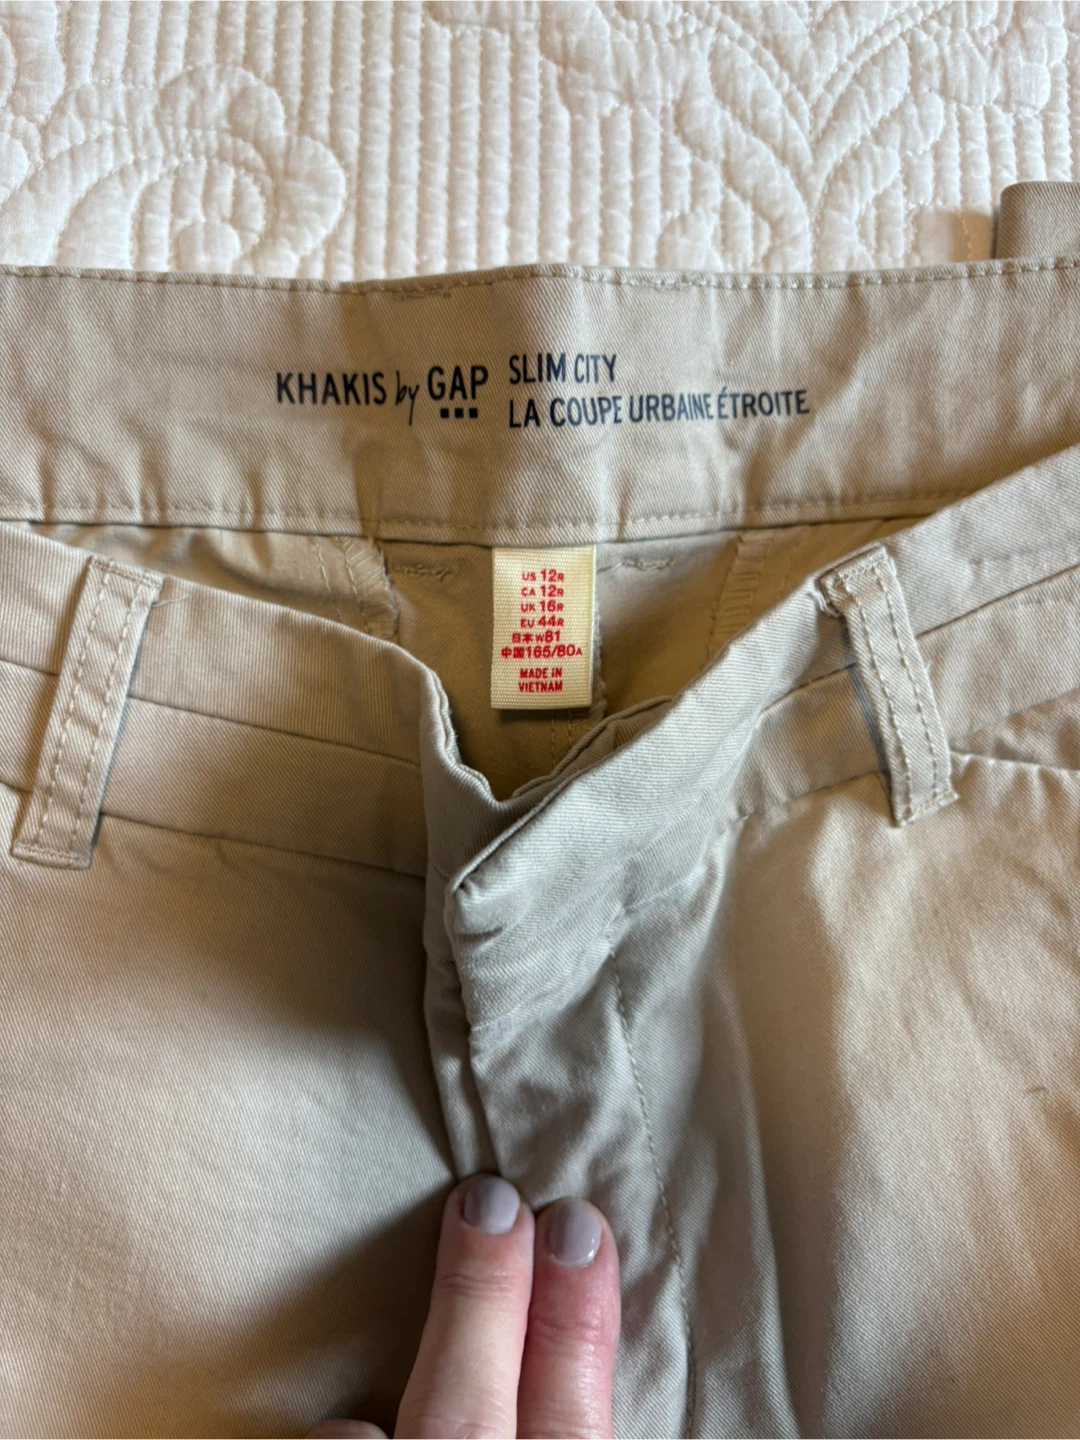 KHAKIS by GAP
SLIM CITY
LA COUPE URBAINE ÉTROITE
US 12R
CA 12R
UK 16R
EU 44R
日本 W81
中国 165/80A
MADE IN
VIETNAM